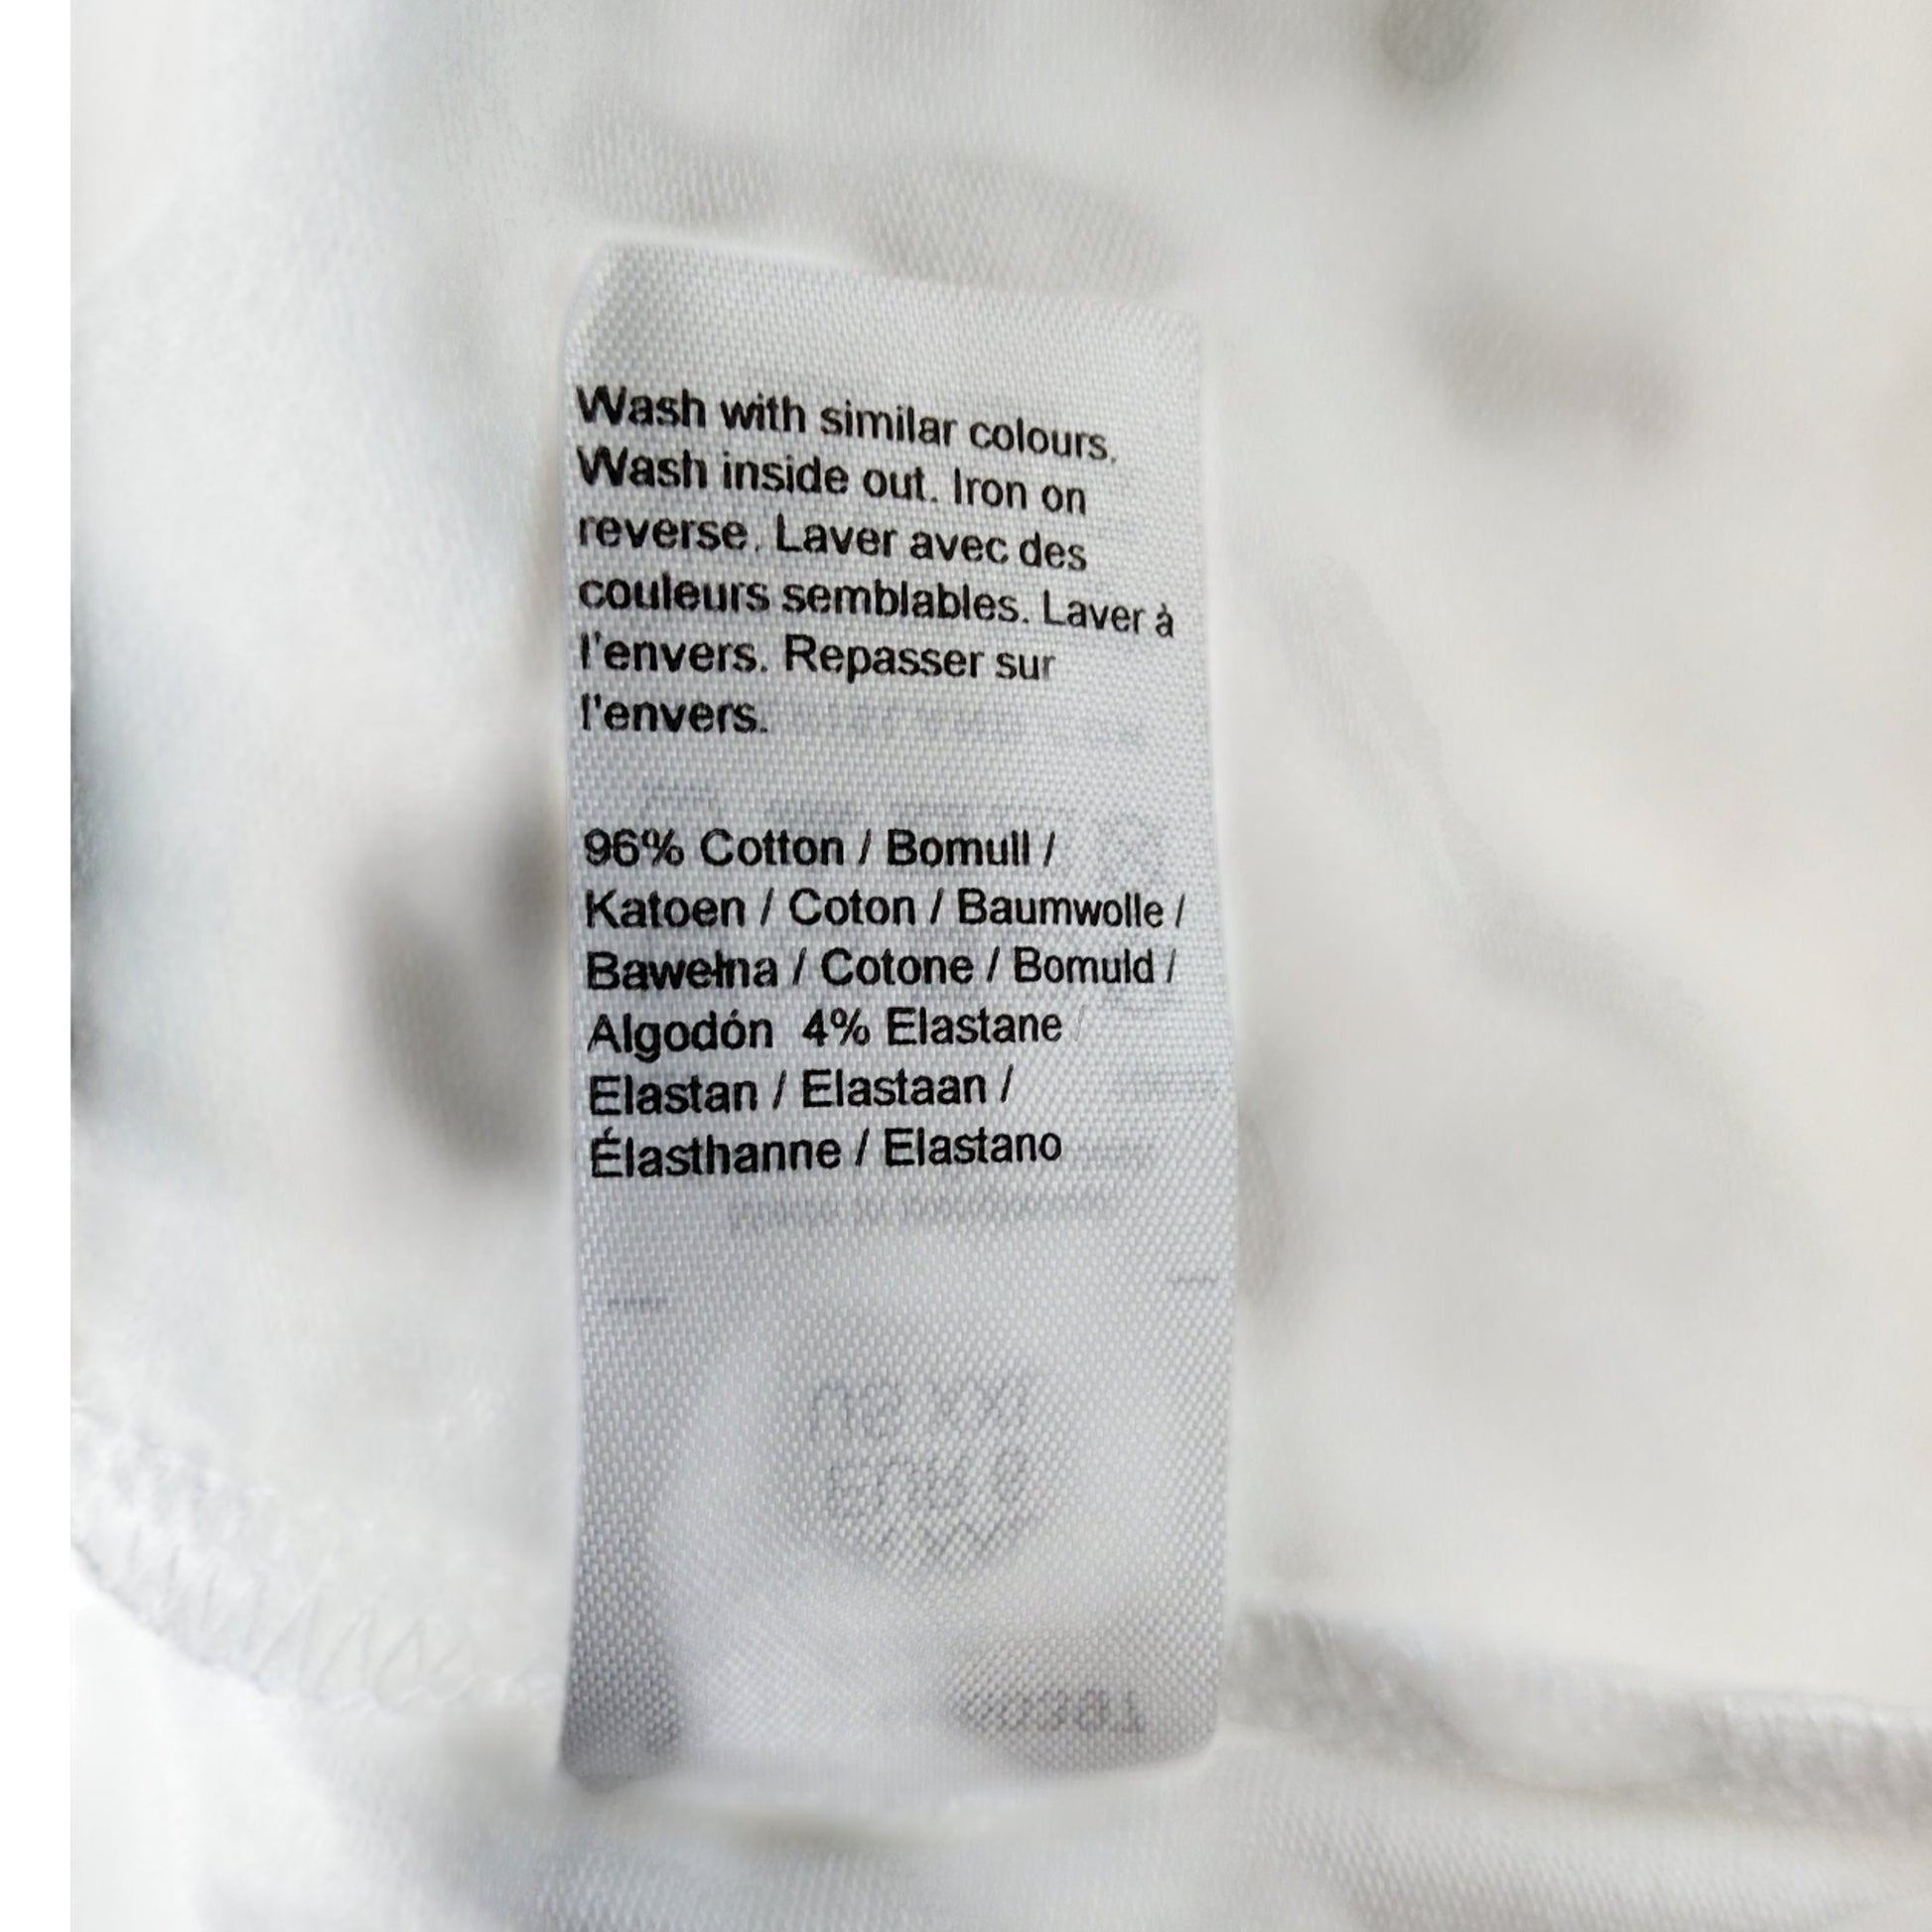 Wash with similar colours.
Wash inside out. Iron on
reverse. Laver avec des
couleurs semblables. Laver à
l'envers. Repasser sur
l'envers.
96% Cotton / Bomull /
Katoen / Coton / Baumwolle /
Bawełna / Cotone / Bomuld /
Algodón 4% Elastane /
Elastan / Elastaan /
Élasthanne / Elastano